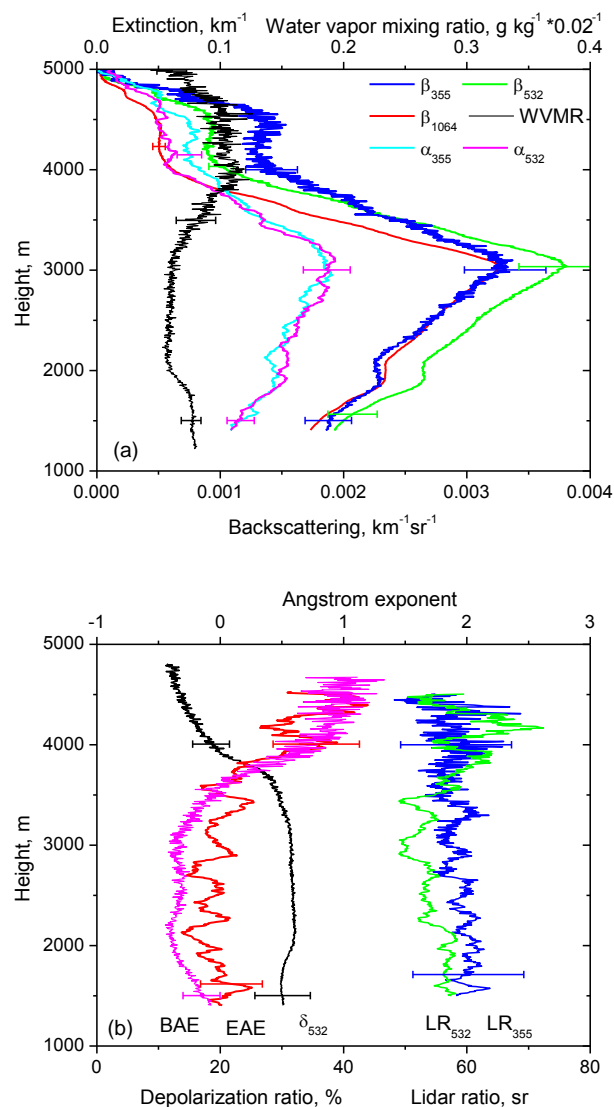 Extinction, km⁻¹ Water vapor mixing ratio, g kg⁻¹ *0.02⁻¹
0.0 0.1 0.2 0.3 0.4
5000
β₃₅₅ β₅₃₂
β₁₀₆₄ WVMR
α₃₅₅ α₅₃₂
4000
Height, m
3000
2000
(a)
1000
0.000 0.001 0.002 0.003 0.004
Backscattering, km⁻¹sr⁻¹
Angstrom exponent
-1 0 1 2 3
5000
4000
Height, m
3000
2000
(b) BAE EAE δ₅₃₂ LR₅₃₂ LR₃₅₅
1000
0 20 40 60 80
Depolarization ratio, % Lidar ratio, sr